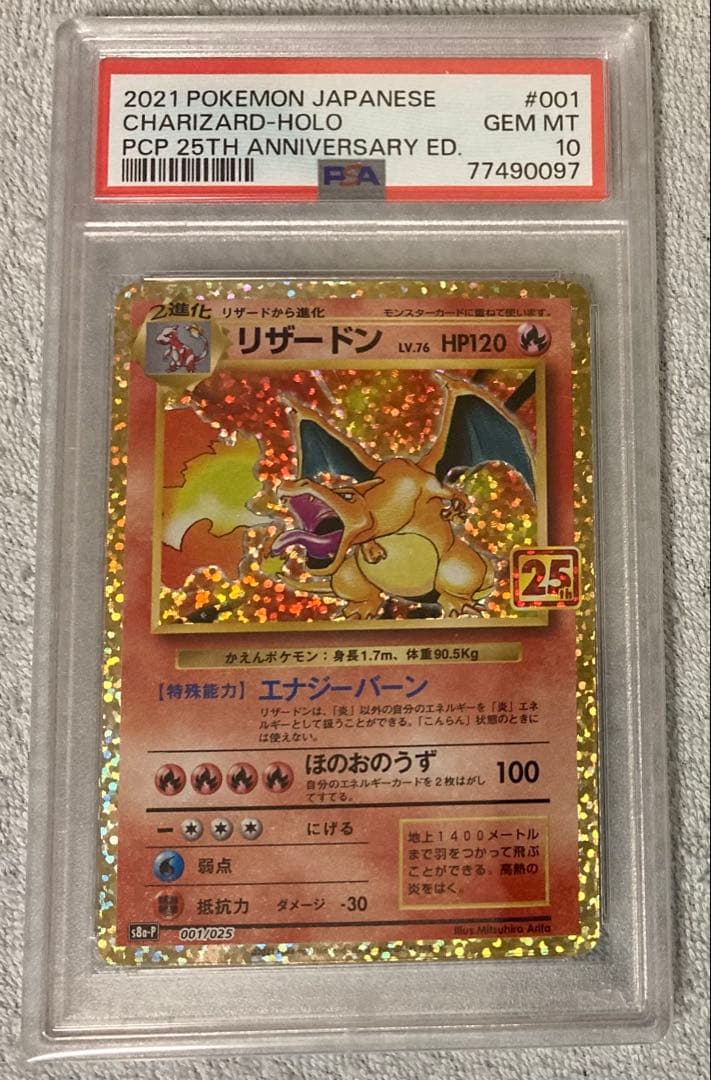 2021 POKEMON JAPANESE #001
CHARIZARD-HOLO GEM MT
PCP 25TH ANNIVERSARY ED. 10
PSA 77490097
2進化 リザードから進化 モンスターカードに重ねて使います。
リザードン LV.76 HP120
25th
かえんポケモン:身長1.7m、体重90.5Kg
【特殊能力】エナジーバーン
リザードンは、「炎」以外の自分のエネルギーを「炎」エネ
ルギーとして扱うことができる。「こんらん」状態のときに
は使えない。
ほのおのうず 100
自分のエネルギーカードを2枚はがし
てすてる。
ー にげる
弱点
抵抗力 ダメージ -30
地上1400メートル
まで羽をつかって飛ぶ
ことができる。高熱の
炎をはく。
s8a-P 001/025 Illus.Mitsuhiro Arita